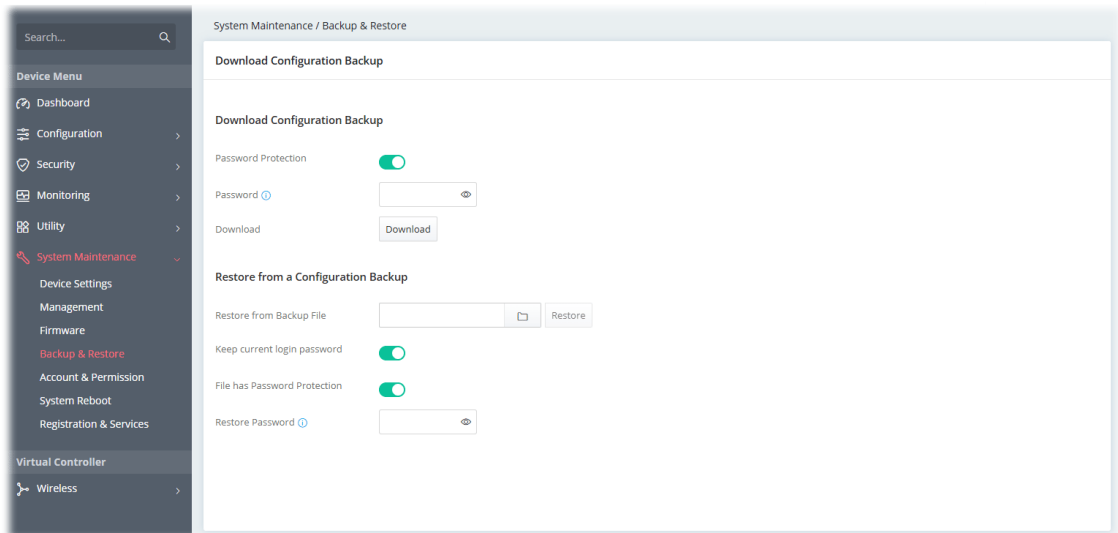 Search...
Device Menu
Dashboard
Configuration
Security
Monitoring
Utility
System Maintenance
Device Settings
Management
Firmware
Backup & Restore
Account & Permission
System Reboot
Registration & Services
Virtual Controller
Wireless
System Maintenance / Backup & Restore
Download Configuration Backup
Download Configuration Backup
Password Protection
Password
Download Download
Restore from a Configuration Backup
Restore from Backup File Restore
Keep current login password
File has Password Protection
Restore Password